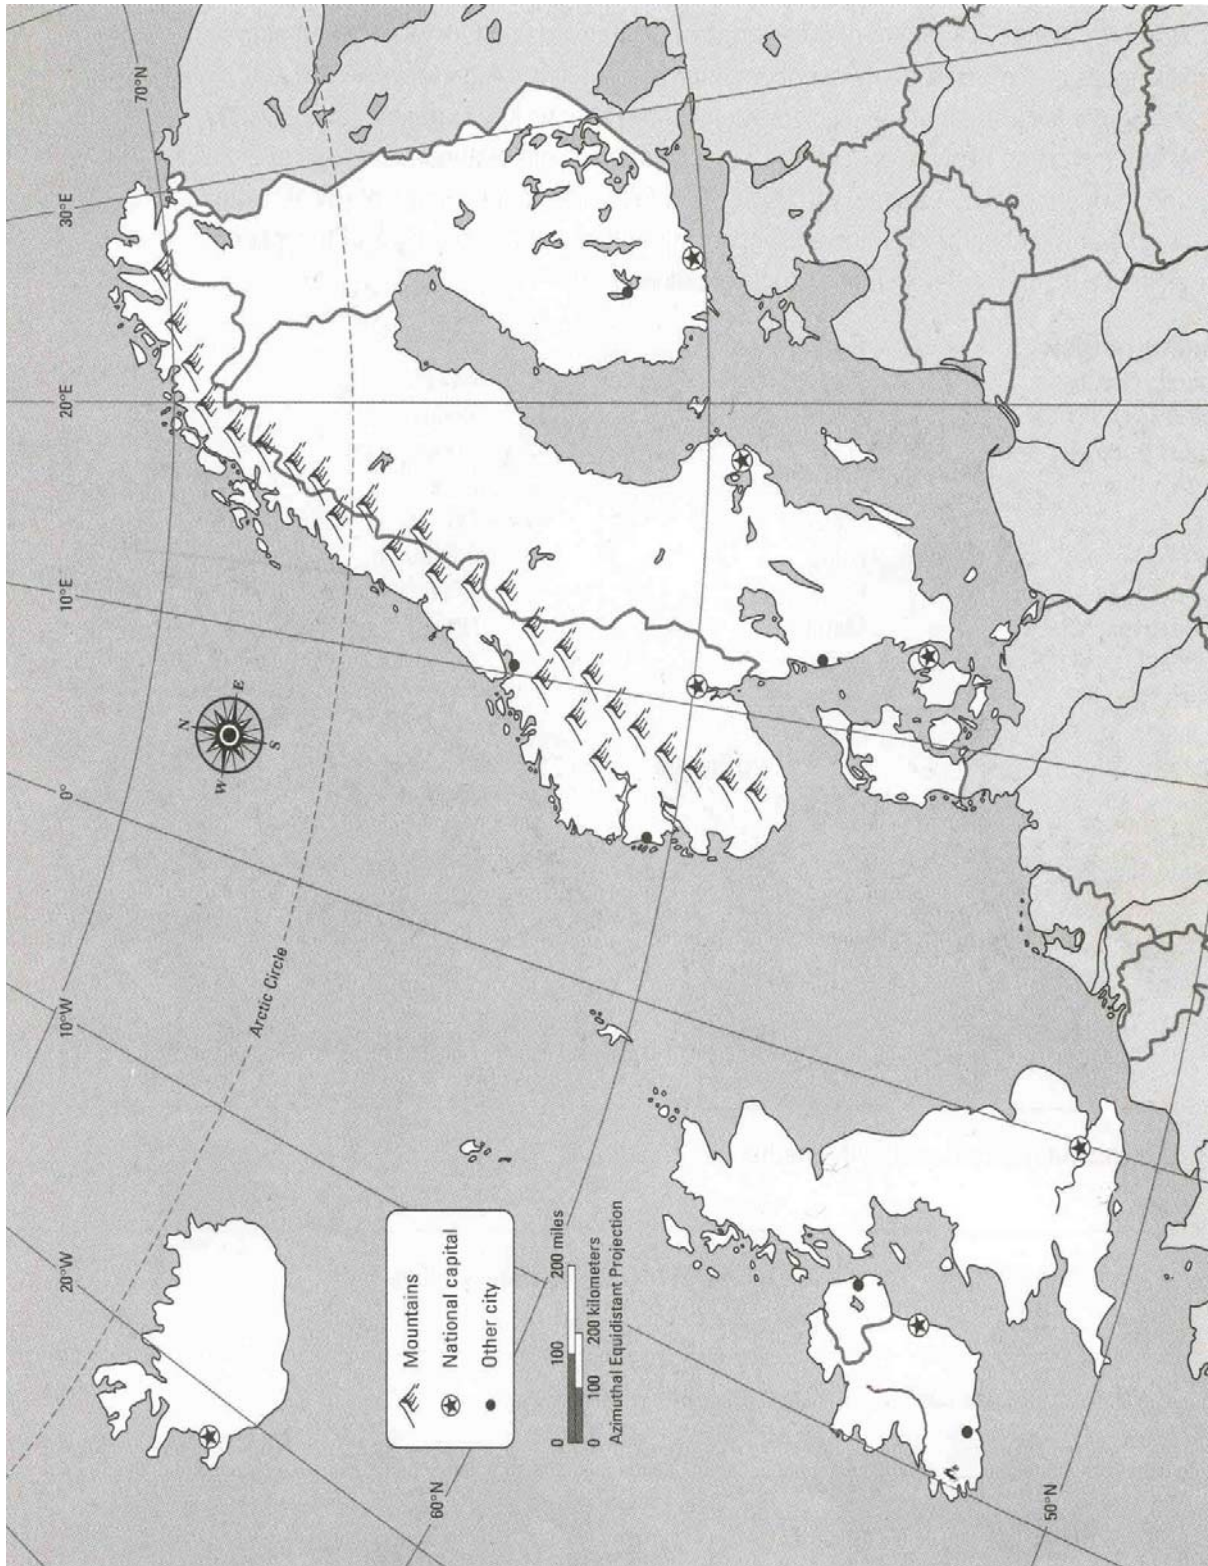 70°N
30°E
20°E
10°E
0°
10°W
20°W
Arctic Circle
N
E
S
W
Mountains
National capital
Other city
0 100 200 miles
0 100 200 kilometers
Azimuthal Equidistant Projection
60°N
50°N